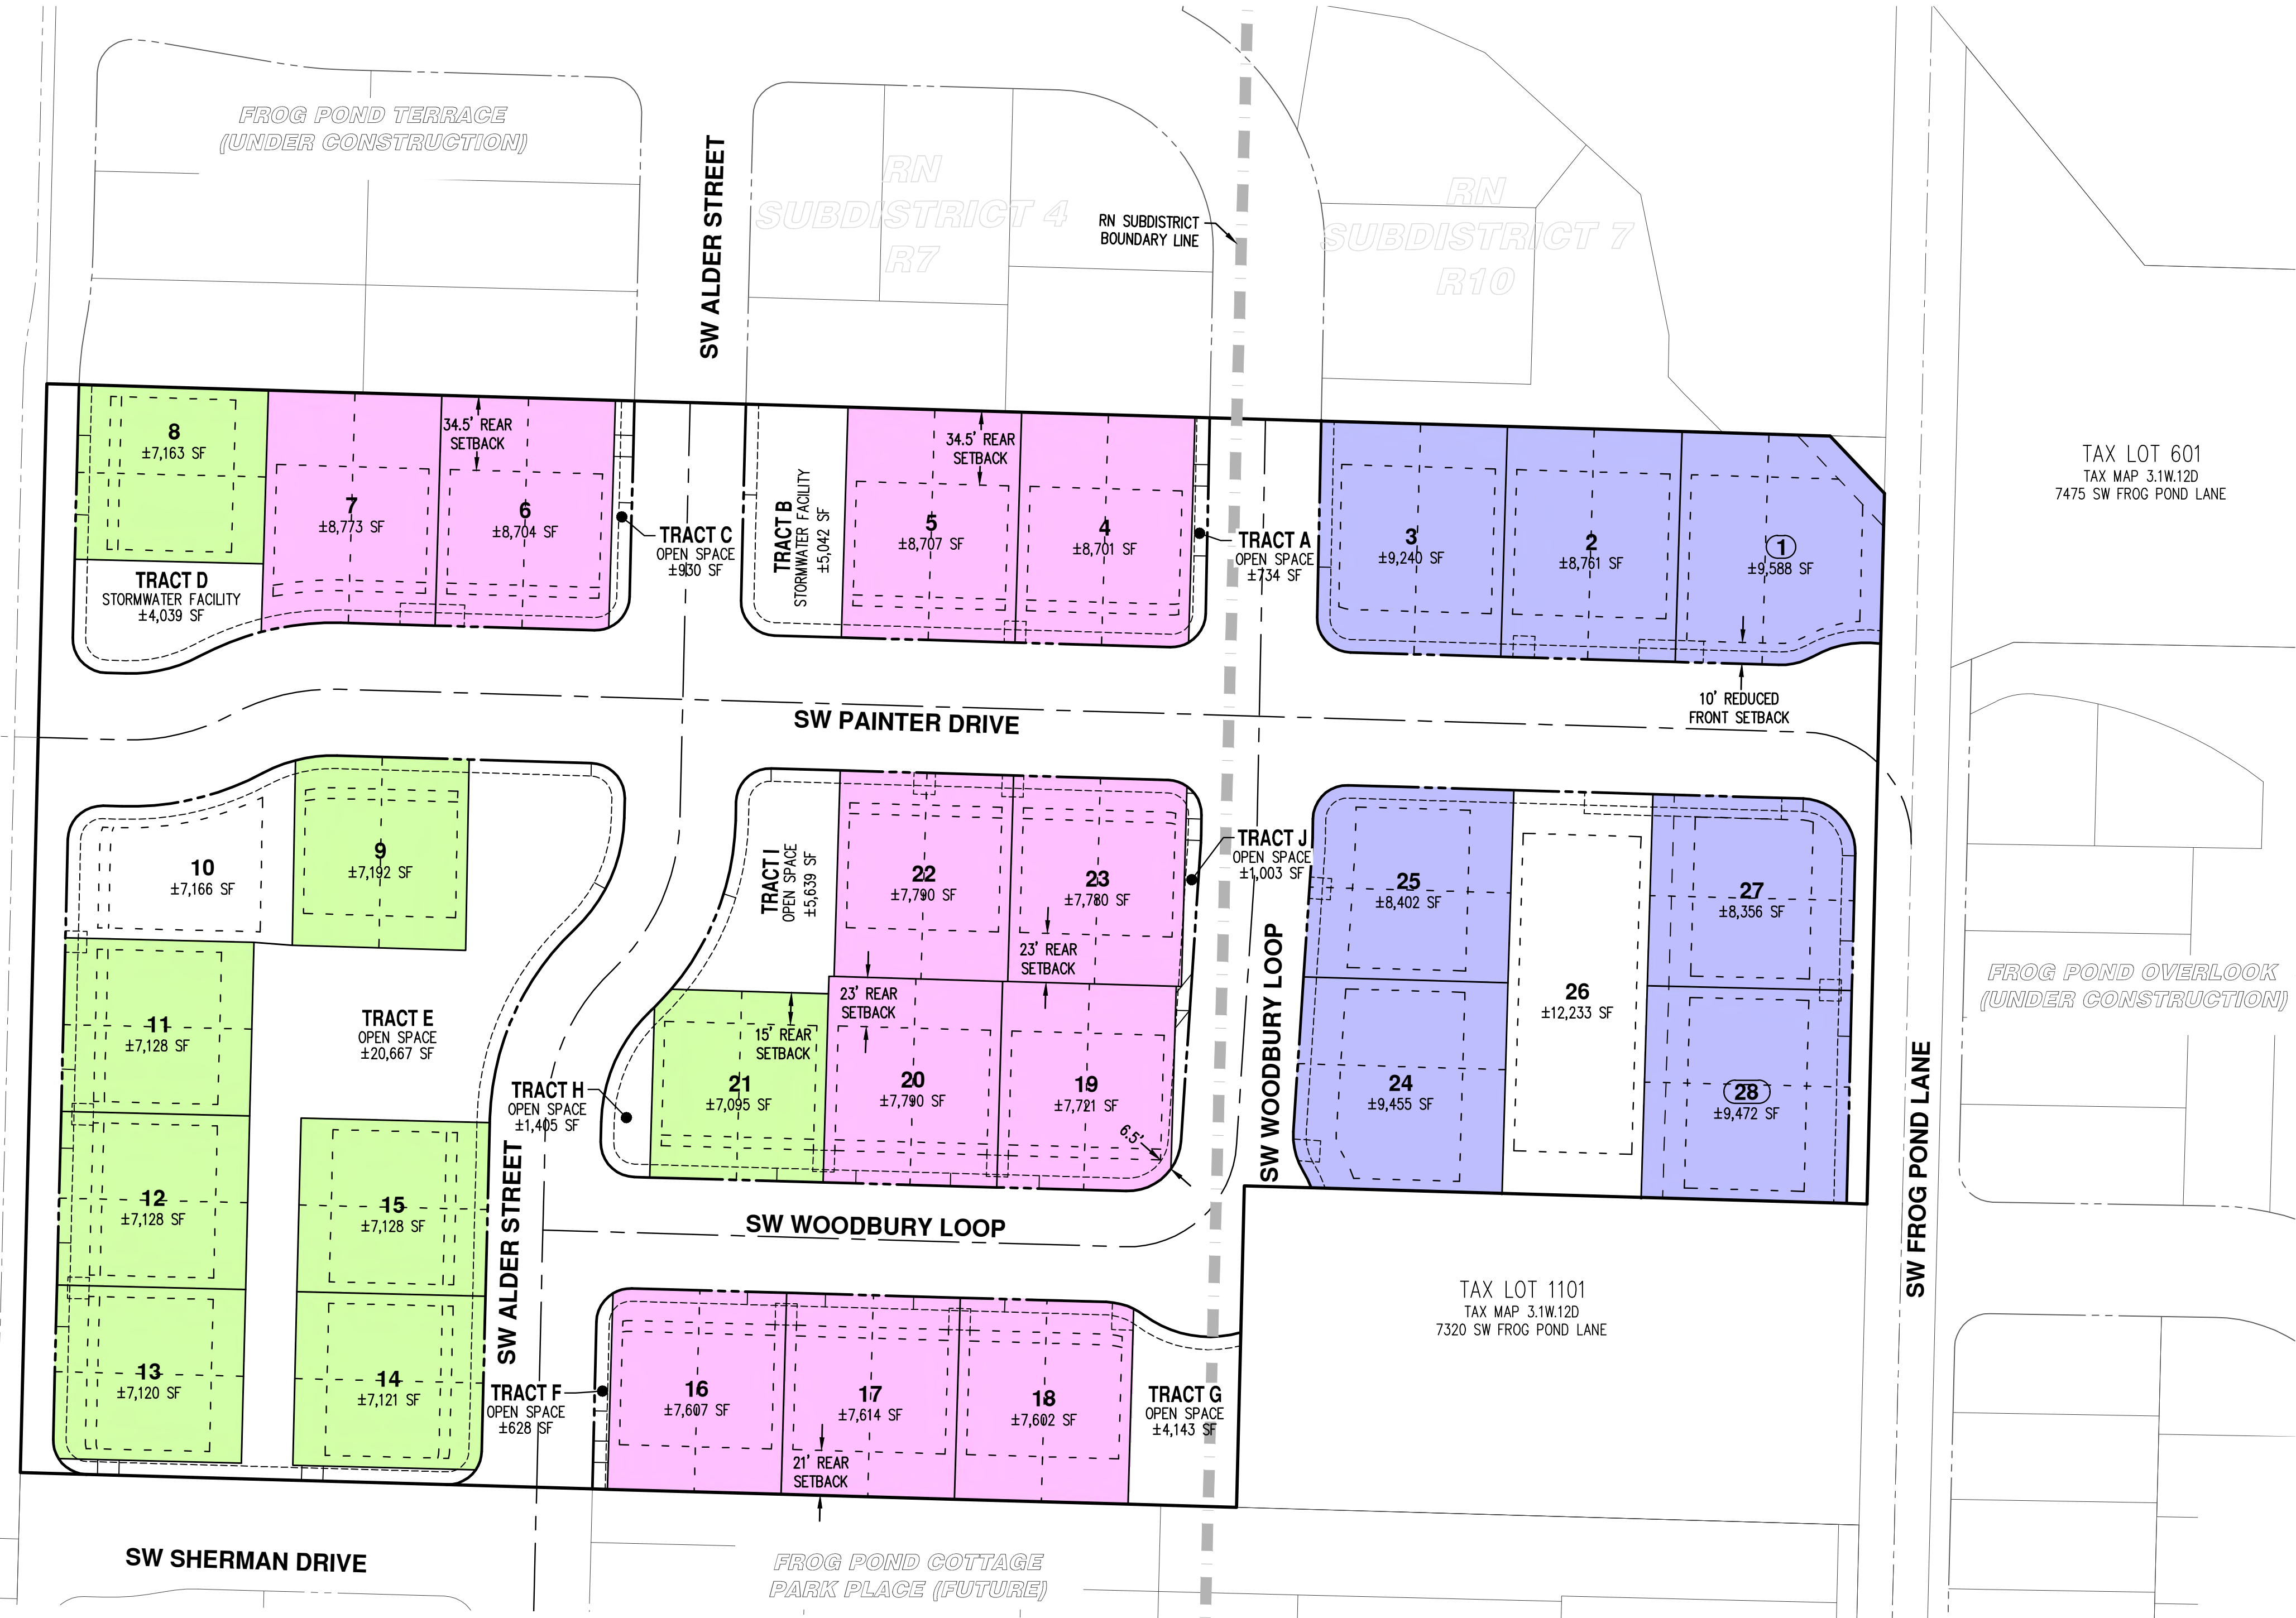 FROG POND TERRACE
(UNDER CONSTRUCTION)
SW ALDER STREET
RN
SUBDISTRICT 4
R7
RN SUBDISTRICT
BOUNDARY LINE
RN
SUBDISTRICT 7
R10
TAX LOT 601
TAX MAP 3.1W.12D
7475 SW FROG POND LANE
8
±7,163 SF
7
±8,773 SF
34.5' REAR
SETBACK
6
±8,704 SF
TRACT C
OPEN SPACE
±930 SF
TRACT B
STORMWATER FACILITY
±5,042 SF
34.5' REAR
SETBACK
5
±8,707 SF
4
±8,701 SF
TRACT A
OPEN SPACE
±734 SF
3
±9,240 SF
2
±8,761 SF
1
±9,588 SF
TRACT D
STORMWATER FACILITY
±4,039 SF
10' REDUCED
FRONT SETBACK
SW PAINTER DRIVE
10
±7,166 SF
9
±7,192 SF
TRACT I
OPEN SPACE
±5,639 SF
22
±7,790 SF
23
±7,780 SF
23' REAR
SETBACK
TRACT J
OPEN SPACE
±1,003 SF
SW WOODBURY LOOP
25
±8,402 SF
26
±12,233 SF
27
±8,356 SF
FROG POND OVERLOOK
(UNDER CONSTRUCTION)
11
±7,128 SF
TRACT E
OPEN SPACE
±20,667 SF
23' REAR
SETBACK
15' REAR
SETBACK
21
±7,095 SF
20
±7,790 SF
19
±7,721 SF
6.5'
24
±9,455 SF
28
±9,472 SF
SW FROG POND LANE
TRACT H
OPEN SPACE
±1,405 SF
12
±7,128 SF
15
±7,128 SF
SW ALDER STREET
SW WOODBURY LOOP
TAX LOT 1101
TAX MAP 3.1W.12D
7320 SW FROG POND LANE
13
±7,120 SF
14
±7,121 SF
TRACT F
OPEN SPACE
±628 SF
16
±7,607 SF
17
±7,614 SF
21' REAR
SETBACK
18
±7,602 SF
TRACT G
OPEN SPACE
±4,143 SF
SW SHERMAN DRIVE
FROG POND COTTAGE
PARK PLACE (FUTURE)